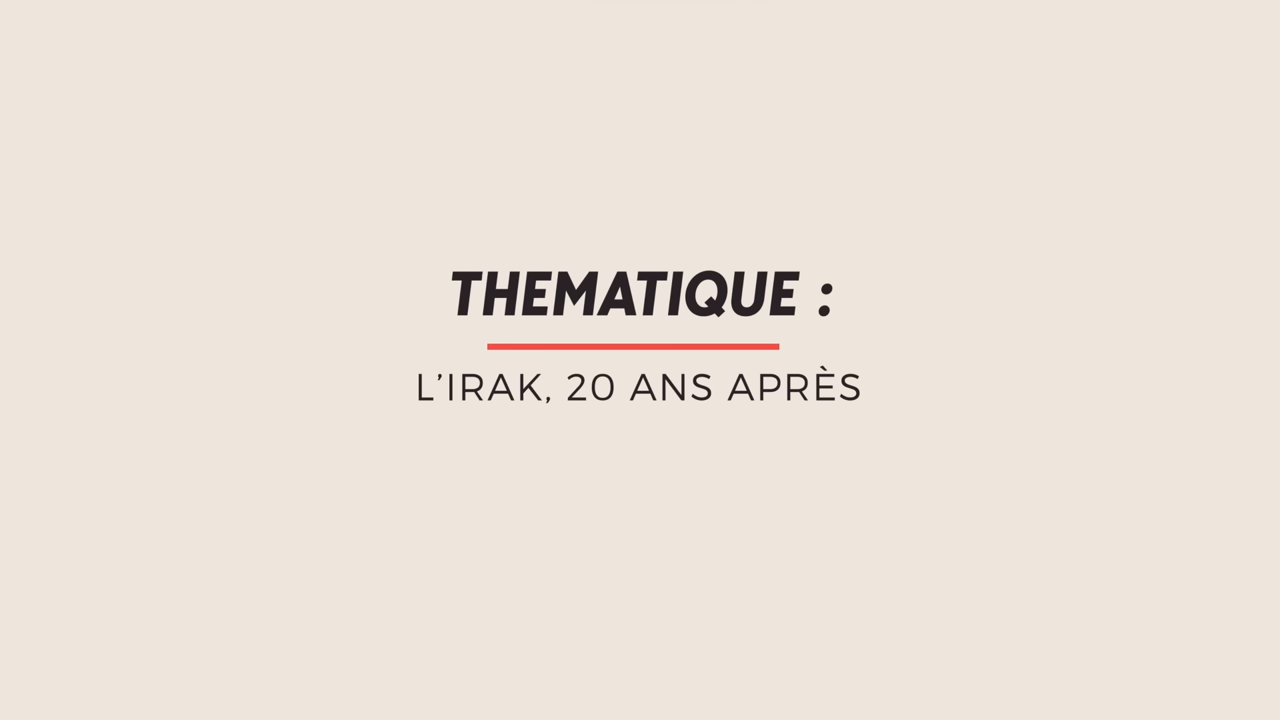 THEMATIQUE :
L’IRAK, 20 ANS APRÈS